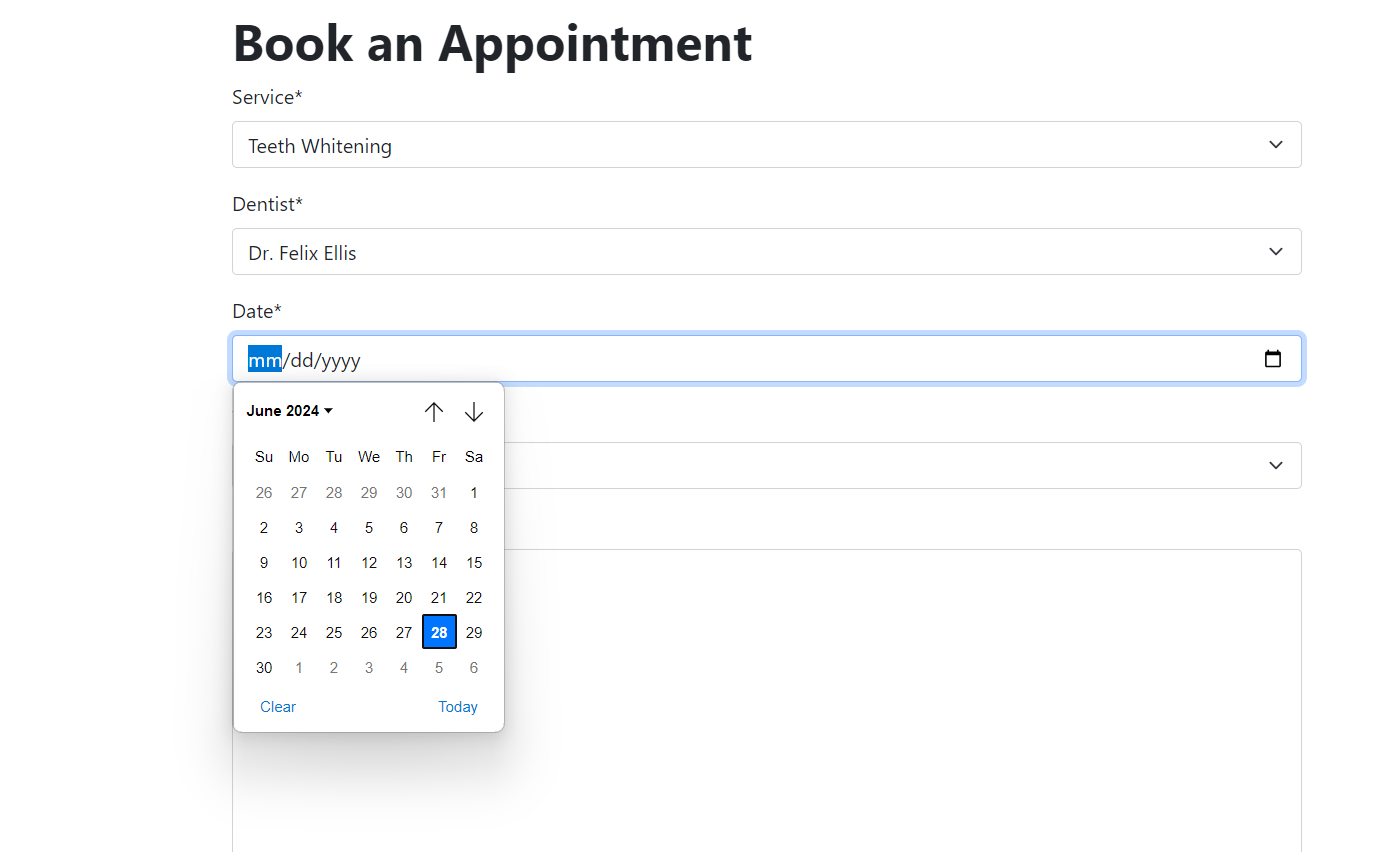 Book an Appointment
Service*
Teeth Whitening
Dentist*
Dr. Felix Ellis
Date*
mm/dd/yyyy
June 2024
Su Mo Tu We Th Fr Sa
26 27 28 29 30 31 1
2 3 4 5 6 7 8
9 10 11 12 13 14 15
16 17 18 19 20 21 22
23 24 25 26 27 28 29
30 1 2 3 4 5 6
Clear Today